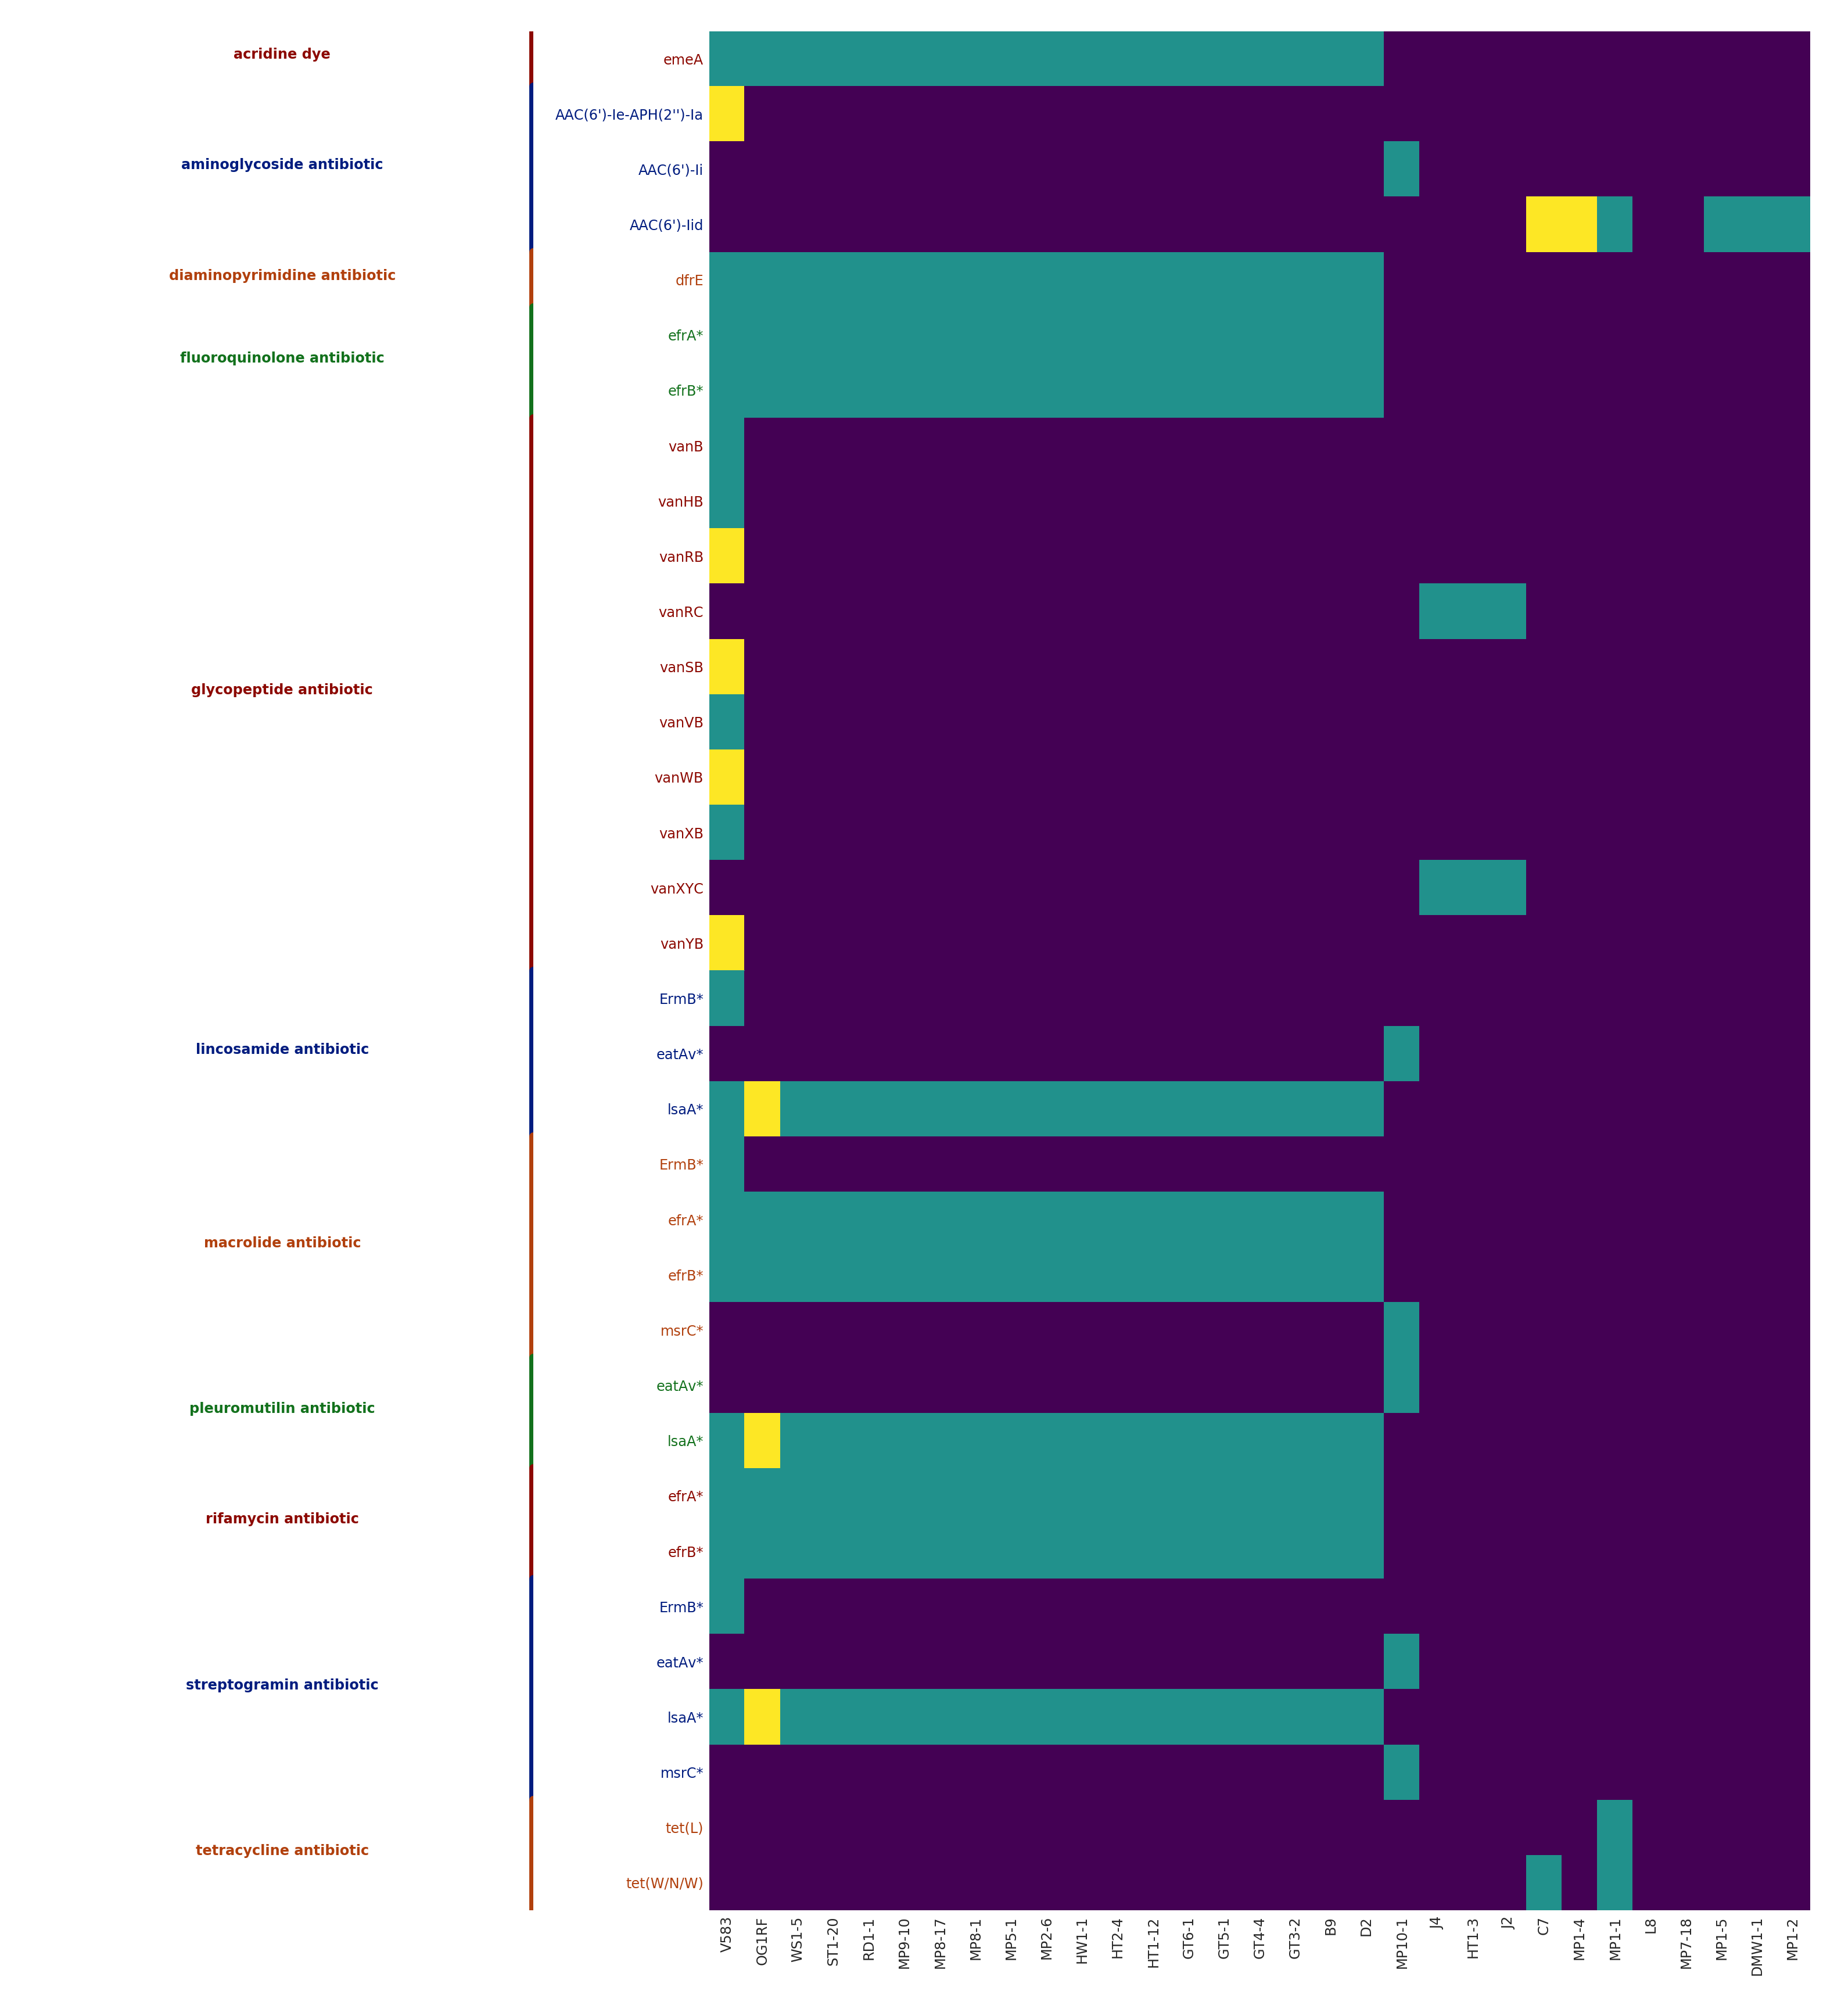 acridine dye
emeA
AAC(6')-Ie-APH(2'')-Ia
aminoglycoside antibiotic
AAC(6')-Ii
AAC(6')-Iid
diaminopyrimidine antibiotic
dfrE
efrA*
fluoroquinolone antibiotic
efrB*
vanB
vanHB
vanRB
vanRC
vanSB
glycopeptide antibiotic
vanVB
vanWB
vanXB
vanXYC
vanYB
ErmB*
lincosamide antibiotic
eatAv*
lsaA*
ErmB*
efrA*
macrolide antibiotic
efrB*
msrC*
eatAv*
pleuromutilin antibiotic
lsaA*
efrA*
rifamycin antibiotic
efrB*
ErmB*
eatAv*
streptogramin antibiotic
lsaA*
msrC*
tet(L)
tetracycline antibiotic
tet(W/N/W)
V583
OG1RF
WS1-5
ST1-20
RD1-1
MP9-10
MP8-17
MP8-1
MP5-1
MP2-6
HW1-1
HT2-4
HT1-12
GT6-1
GT5-1
GT4-4
GT3-2
B9
D2
MP10-1
J4
HT1-3
J2
C7
MP1-4
MP1-1
L8
MP7-18
MP1-5
DMW1-1
MP1-2